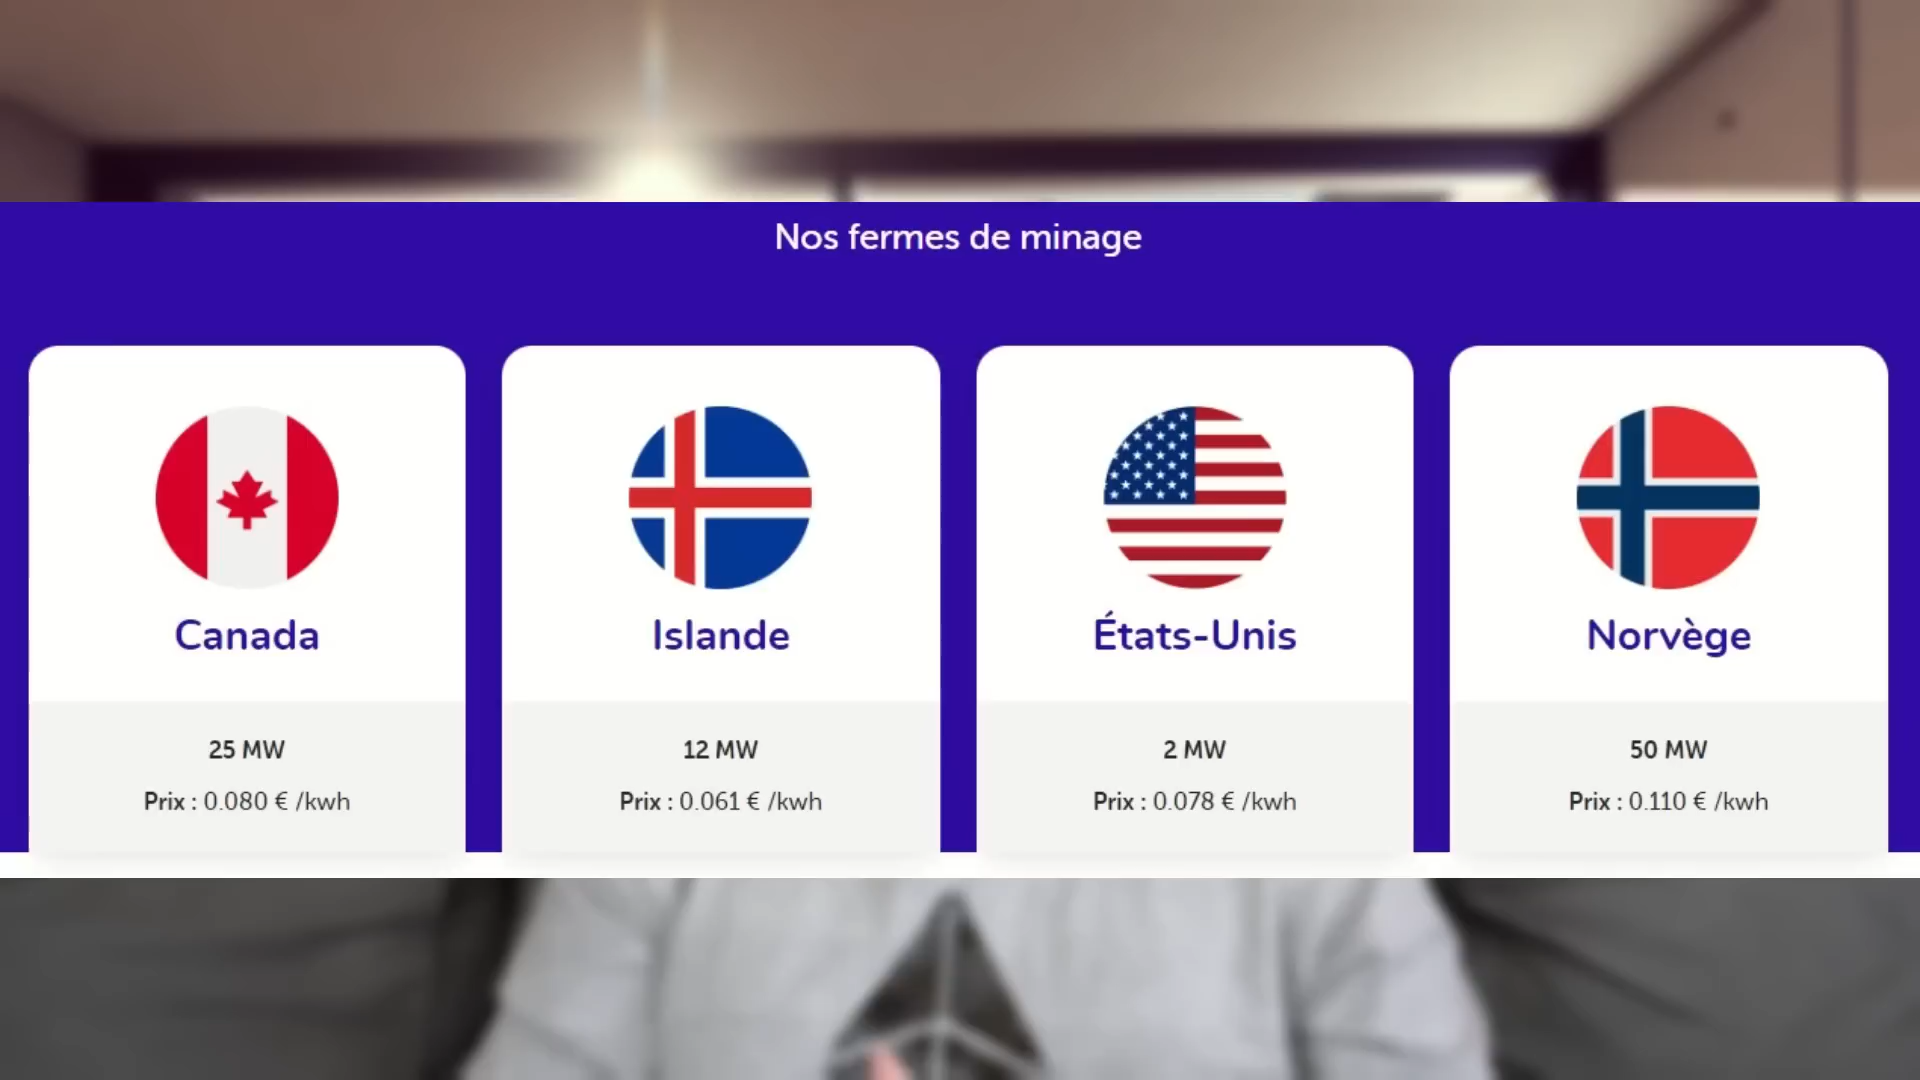 Nos fermes de minage
Canada
Islande
États-Unis
Norvège
25 MW
12 MW
2 MW
50 MW
Prix : 0.080 € /kwh
Prix : 0.061 € /kwh
Prix : 0.078 € /kwh
Prix : 0.110 € /kwh